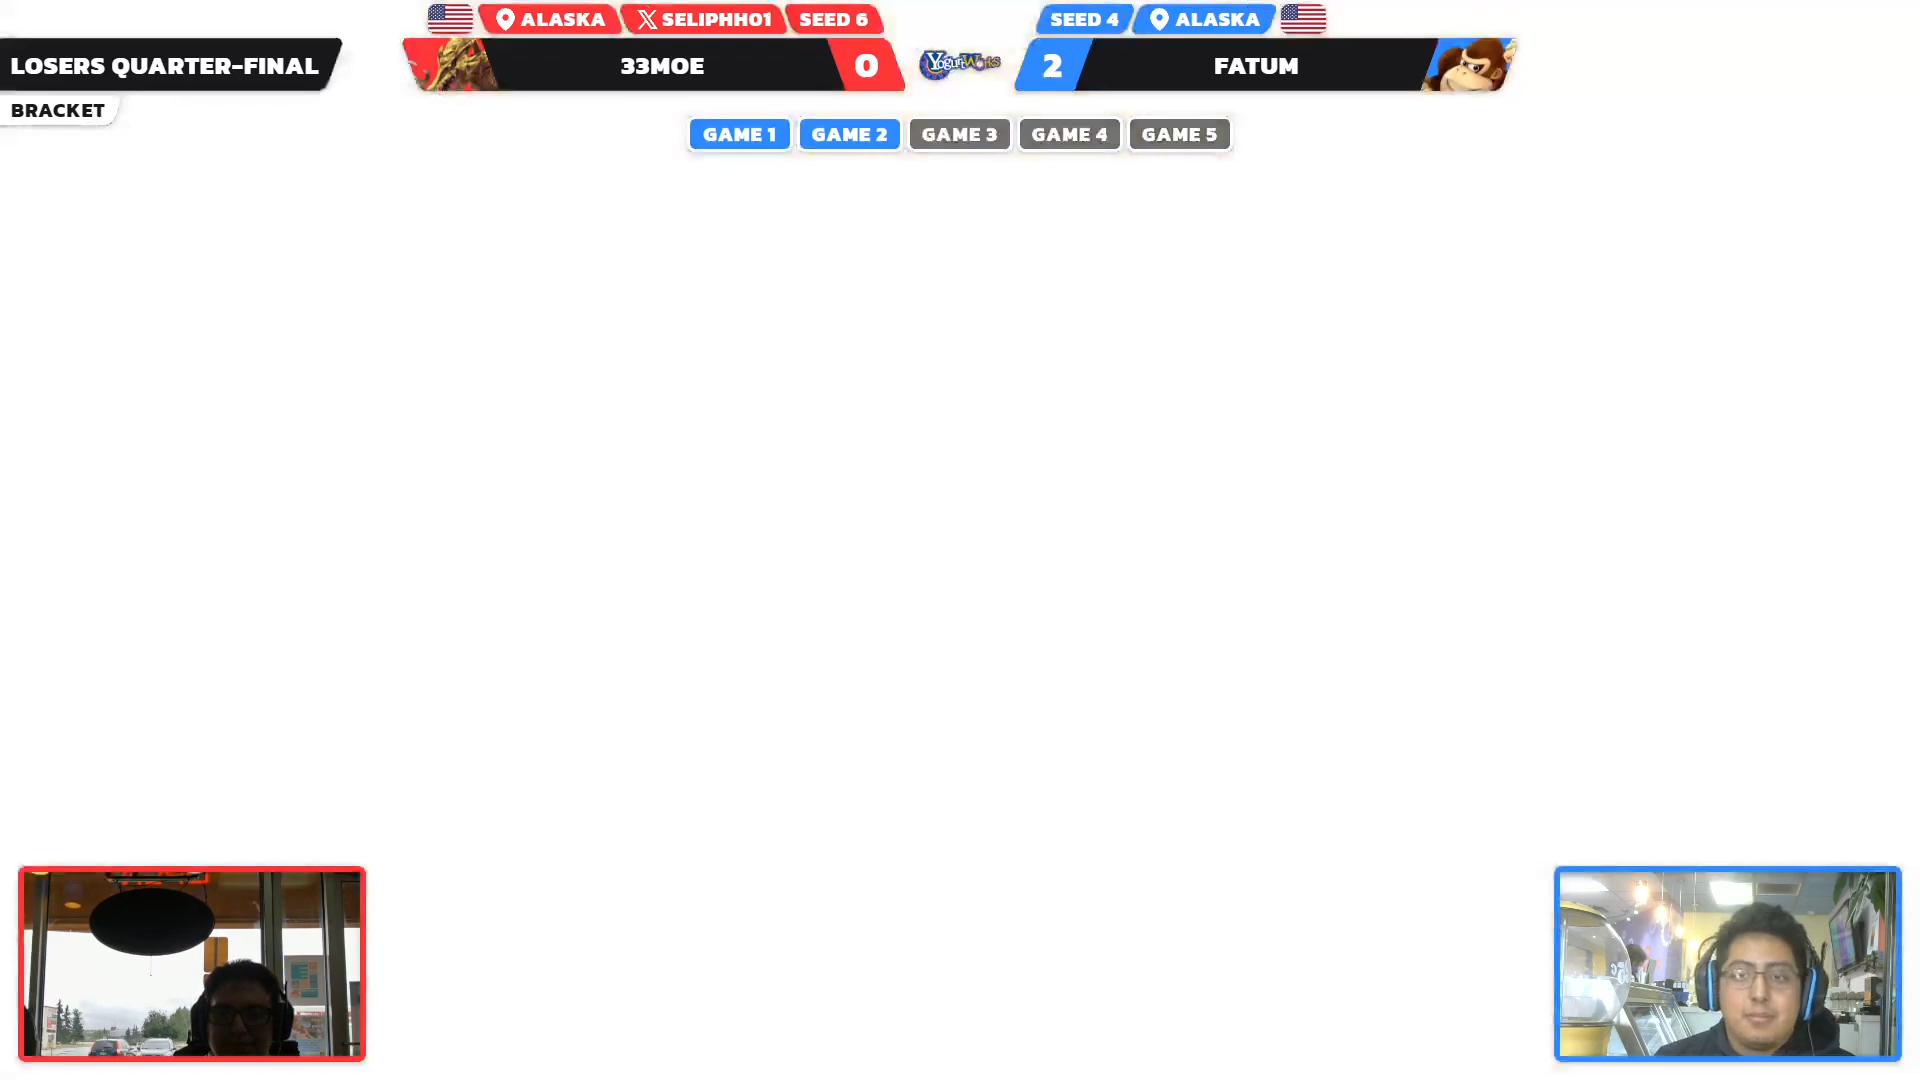 ALASKA SELIPHH01 SEED 6
SEED 4 ALASKA
LOSERS QUARTER-FINAL
33MOE 0 YogurtWorks 2 FATUM
BRACKET
GAME 1 GAME 2 GAME 3 GAME 4 GAME 5